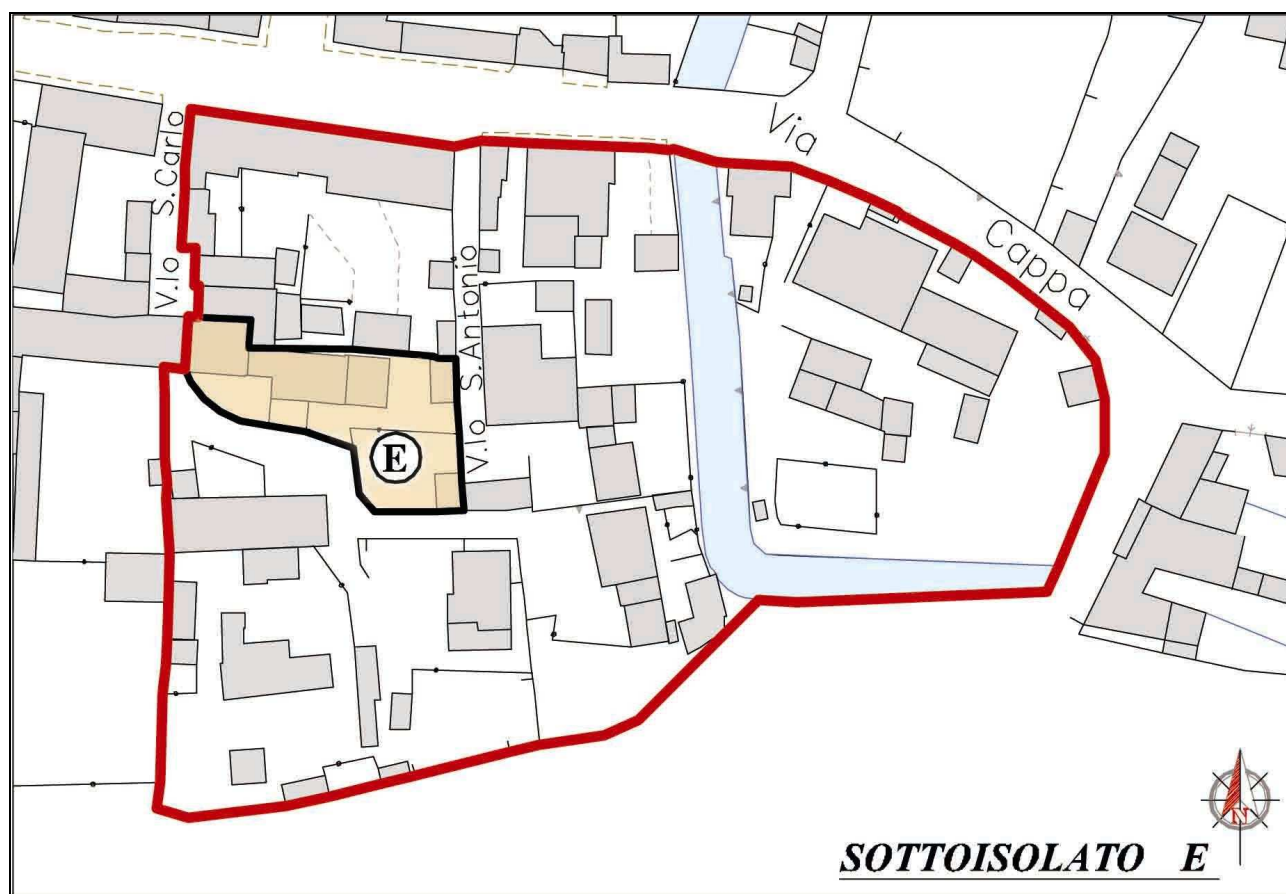 Via
Cappa
V.lo S.Carlo
V.lo S.Antonio
E
N
SOTTOISOLATO E